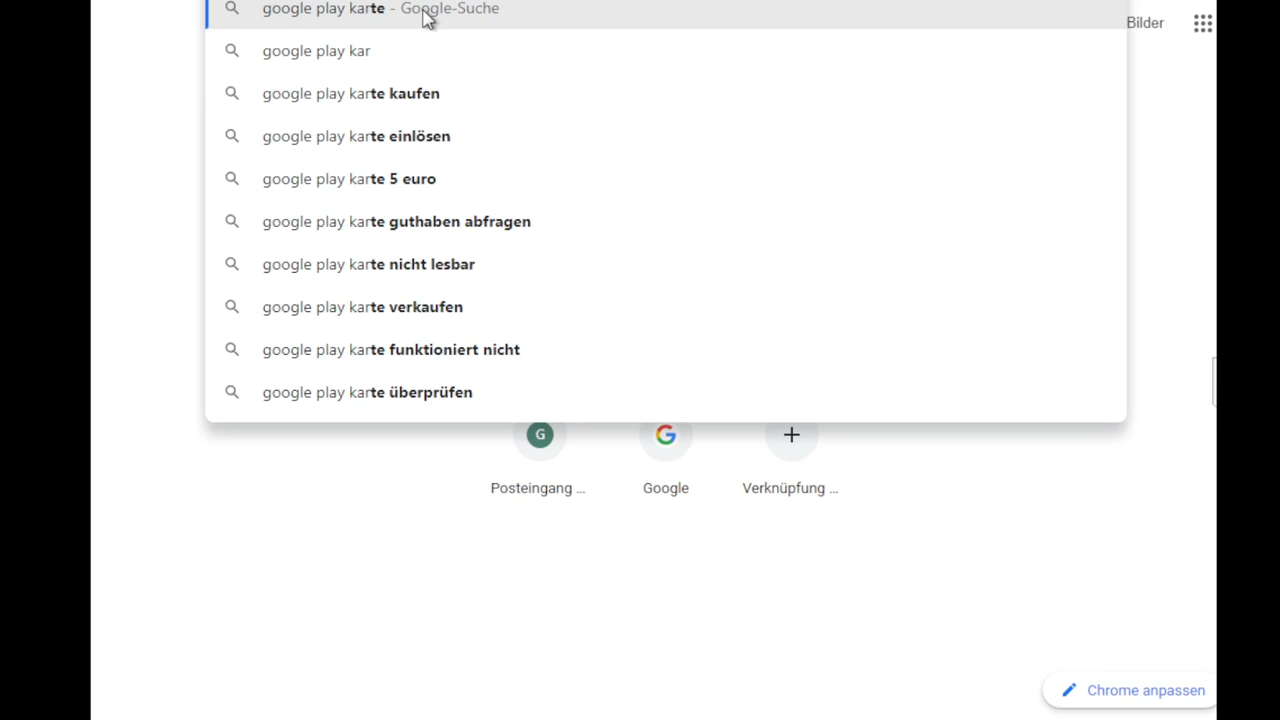 google play karte - Google-Suche
Bilder
google play kar
google play karte kaufen
google play karte einlösen
google play karte 5 euro
google play karte guthaben abfragen
google play karte nicht lesbar
google play karte verkaufen
google play karte funktioniert nicht
google play karte überprüfen
G
Posteingang ...
Google
Verknüpfung ...
Chrome anpassen